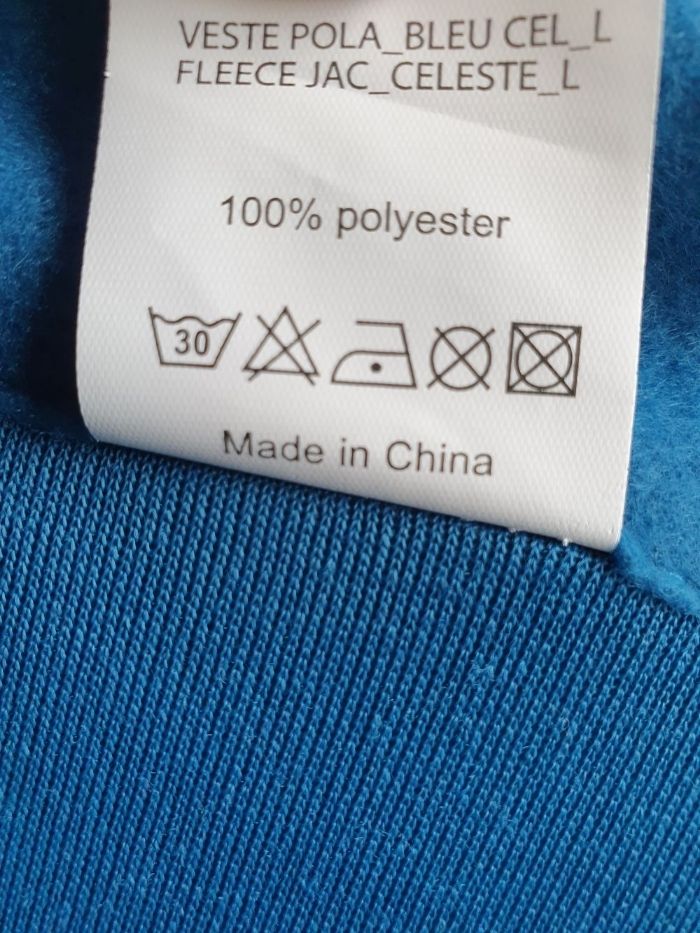 VESTE POLA_BLEU CEL_L
FLEECE JAC_CELESTE_L
100% polyester
30
Made in China